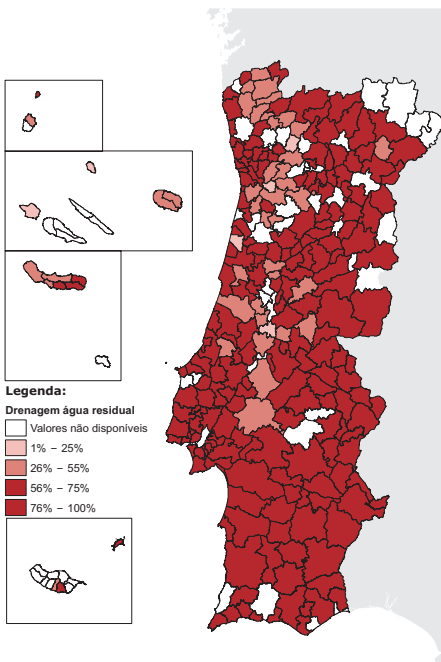 Legenda:
Drenagem água residual
Valores não disponíveis
1% – 25%
26% – 55%
56% – 75%
76% – 100%